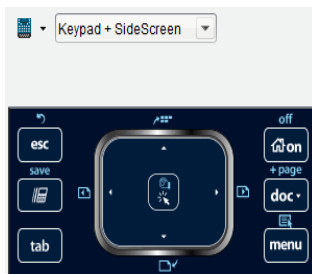 Keypad + SideScreen
off
esc
on
save
+ page
doc
tab
menu